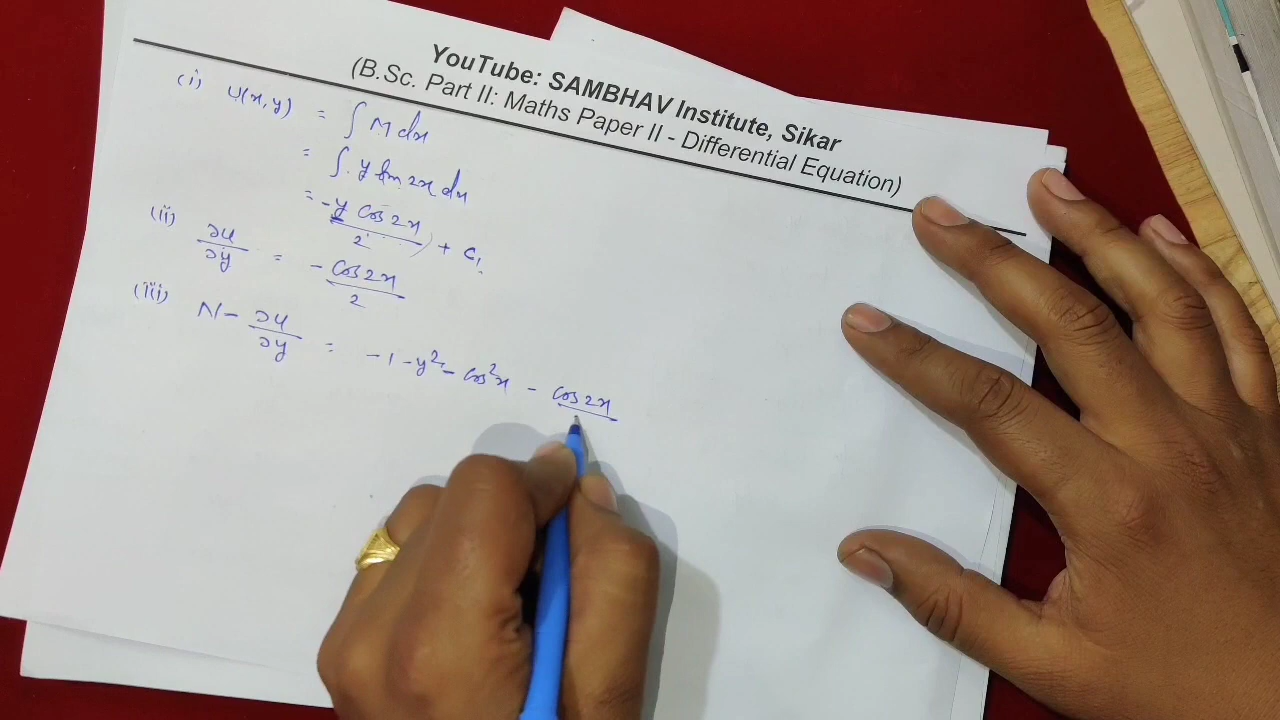 YouTube: SAMBHAV Institute, Sikar
(B.Sc. Part II: Maths Paper II - Differential Equation)
(i) U(x,y) = ∫ M dx
= ∫ y sin 2x dx
= -y cos 2x / 2 + c₁
(ii) ∂u/∂y = - cos 2x / 2
(iii) N - ∂u/∂y = -1 - y² - cos²x - cos 2x